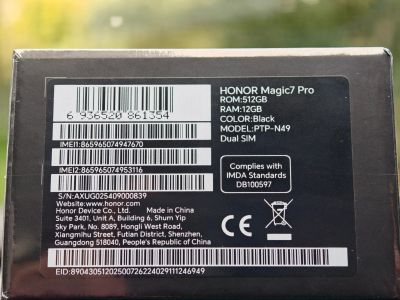 HONOR Magic7 Pro
ROM:512GB
RAM:12GB
COLOR:Black
MODEL:PTP-N49
Dual SIM
6 936520 861354
IMEI1:865965074947670
IMEI2:865965074953116
Complies with
IMDA Standards
DB100597
S/N:AXUG025409000839
Website:www.honor.com
Honor Device Co., Ltd. Made in China
Suite 3401, Unit A, Building 6, Shum Yip
Sky Park, No. 8089, Hongli West Road,
Xiangmihu Street, Futian District, Shenzhen,
Guangdong 518040, People's Republic of China
CE
EID:89043051202500726224029111246949